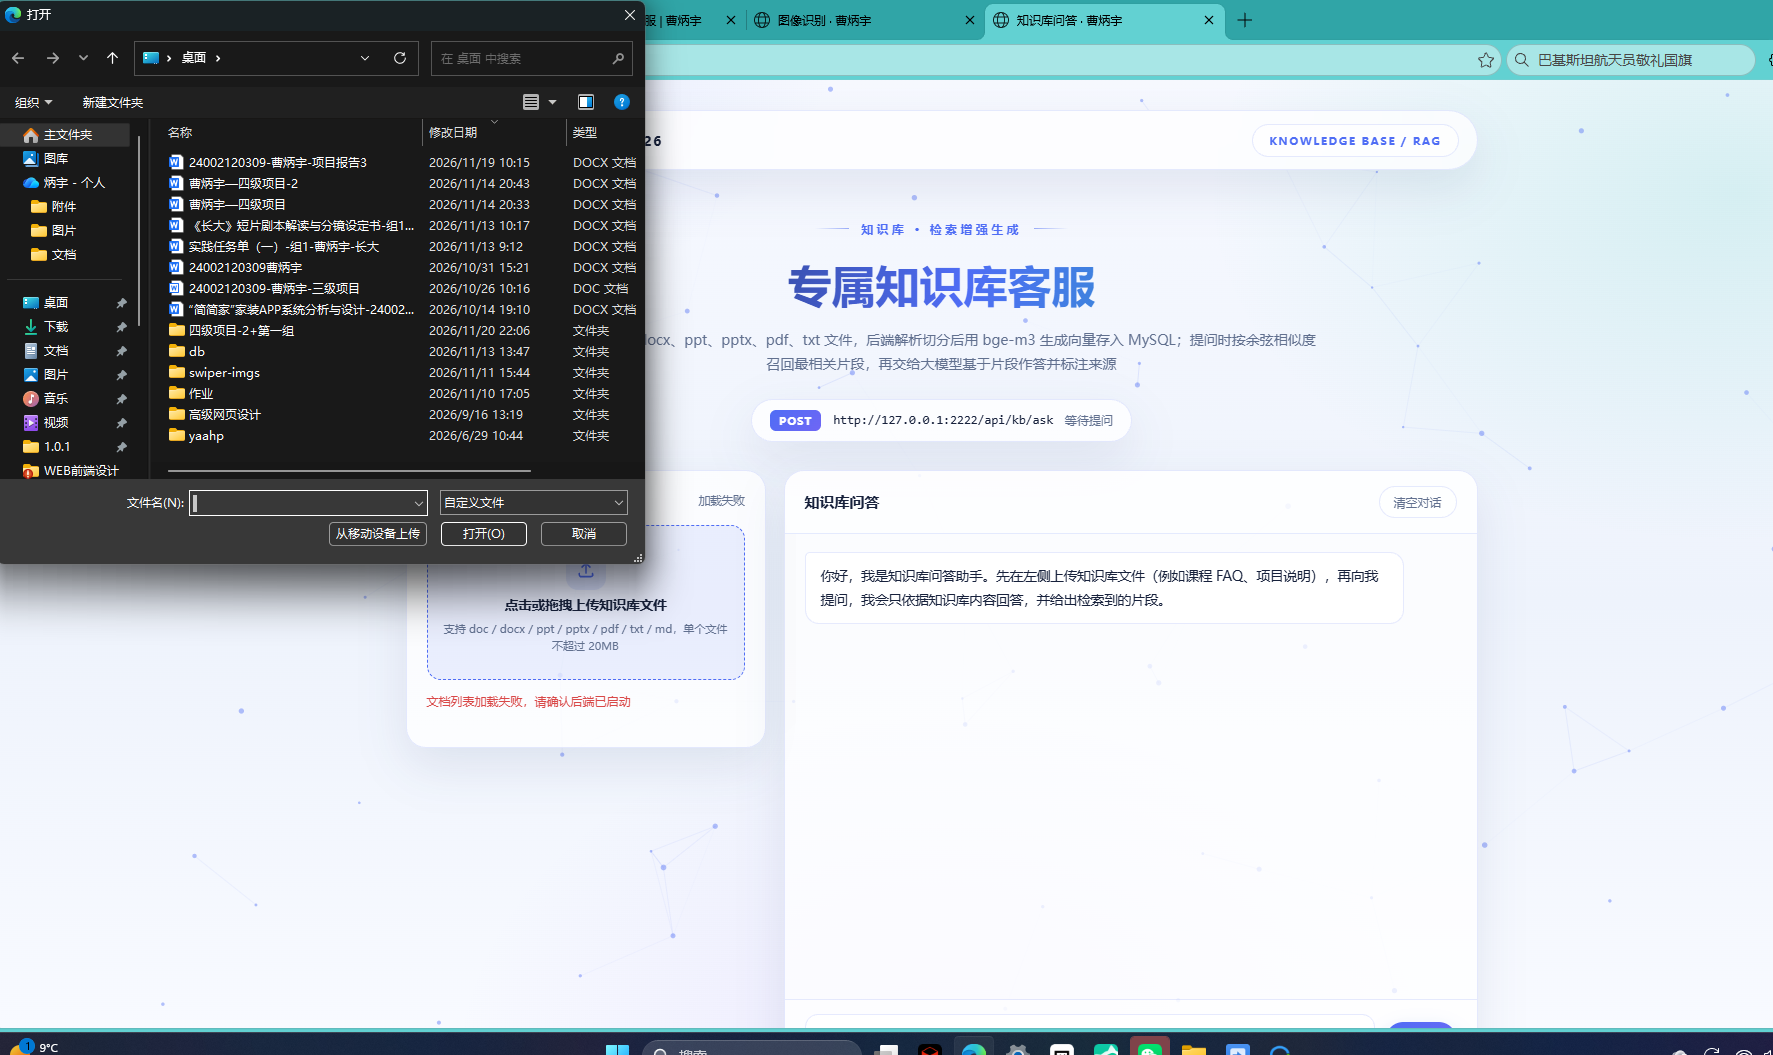 打开
服 | 曹炳宇
图像识别 · 曹炳宇
知识库问答 · 曹炳宇
桌面
在 桌面 中搜索
巴基斯坦航天员敬礼国旗
组织
新建文件夹
主文件夹
图库
炳宇 - 个人
附件
图片
文档
桌面
下载
文档
图片
音乐
视频
1.0.1
WEB前端设计
名称 修改日期 类型
24002120309-曹炳宇-项目报告3 2026/11/19 10:15 DOCX 文档
曹炳宇—四级项目-2 2026/11/14 20:43 DOCX 文档
曹炳宇—四级项目 2026/11/14 20:33 DOCX 文档
《长大》短片剧本解读与分镜设定书-组1... 2026/11/13 10:17 DOCX 文档
实践任务单（一）-组1-曹炳宇-长大 2026/11/13 9:12 DOCX 文档
24002120309曹炳宇 2026/10/31 15:21 DOCX 文档
24002120309-曹炳宇-三级项目 2026/10/26 10:16 DOC 文档
“简简家”家装APP系统分析与设计-24002... 2026/10/14 19:10 DOCX 文档
四级项目-2+第一组 2026/11/20 22:06 文件夹
db 2026/11/13 13:47 文件夹
swiper-imgs 2026/11/11 15:44 文件夹
作业 2026/11/10 17:05 文件夹
高级网页设计 2026/9/16 13:19 文件夹
yaahp 2026/6/29 10:44 文件夹
文件名(N):
自定义文件
从移动设备上传
打开(O)
取消
26
KNOWLEDGE BASE / RAG
知识库 • 检索增强生成
专属知识库客服
docx、ppt、pptx、pdf、txt 文件，后端解析切分后用 bge-m3 生成向量存入 MySQL；提问时按余弦相似度
召回最相关片段，再交给大模型基于片段作答并标注来源
POST http://127.0.0.1:2222/api/kb/ask 等待提问
加载失败
点击或拖拽上传知识库文件
支持 doc / docx / ppt / pptx / pdf / txt / md，单个文件
不超过 20MB
文档列表加载失败，请确认后端已启动
知识库问答
清空对话
你好，我是知识库问答助手。先在左侧上传知识库文件（例如课程 FAQ、项目说明），再向我
提问，我会只依据知识库内容回答，并给出检索到的片段。
1
9°C
搜索